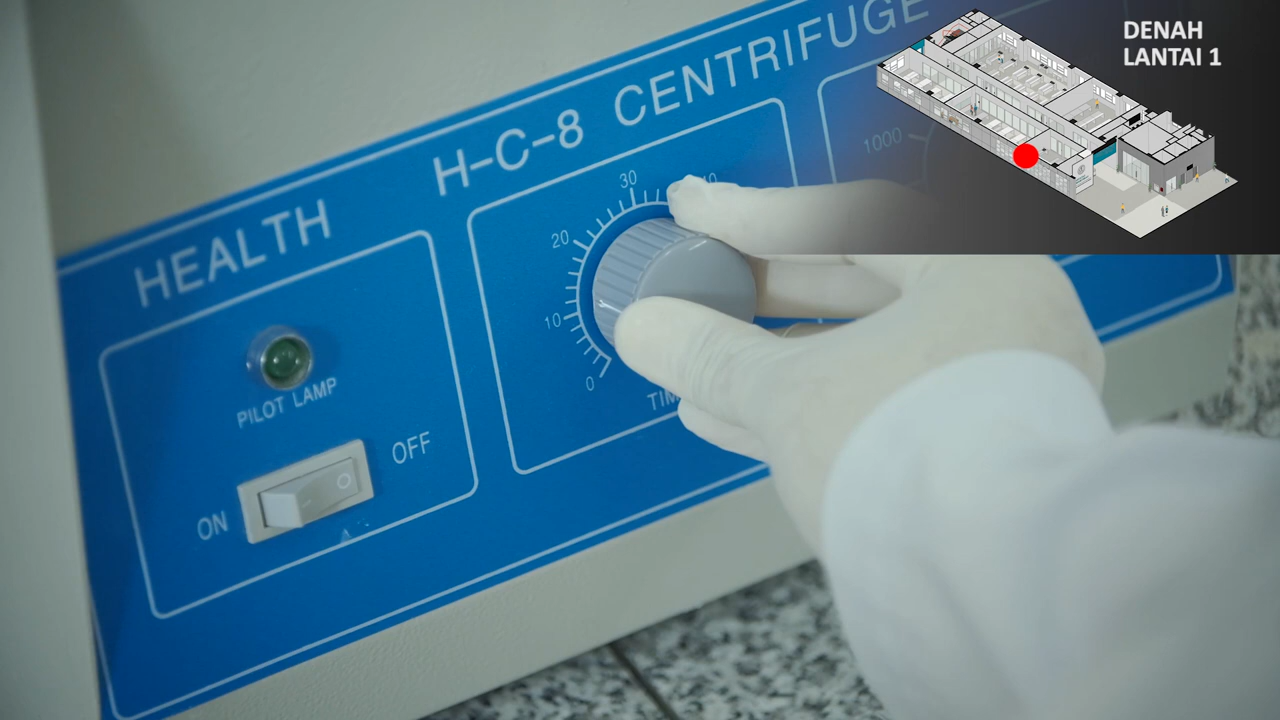 DENAH
LANTAI 1
HEALTH H-C-8 CENTRIFUGE
1000
30
20
10
0
PILOT LAMP
OFF
ON